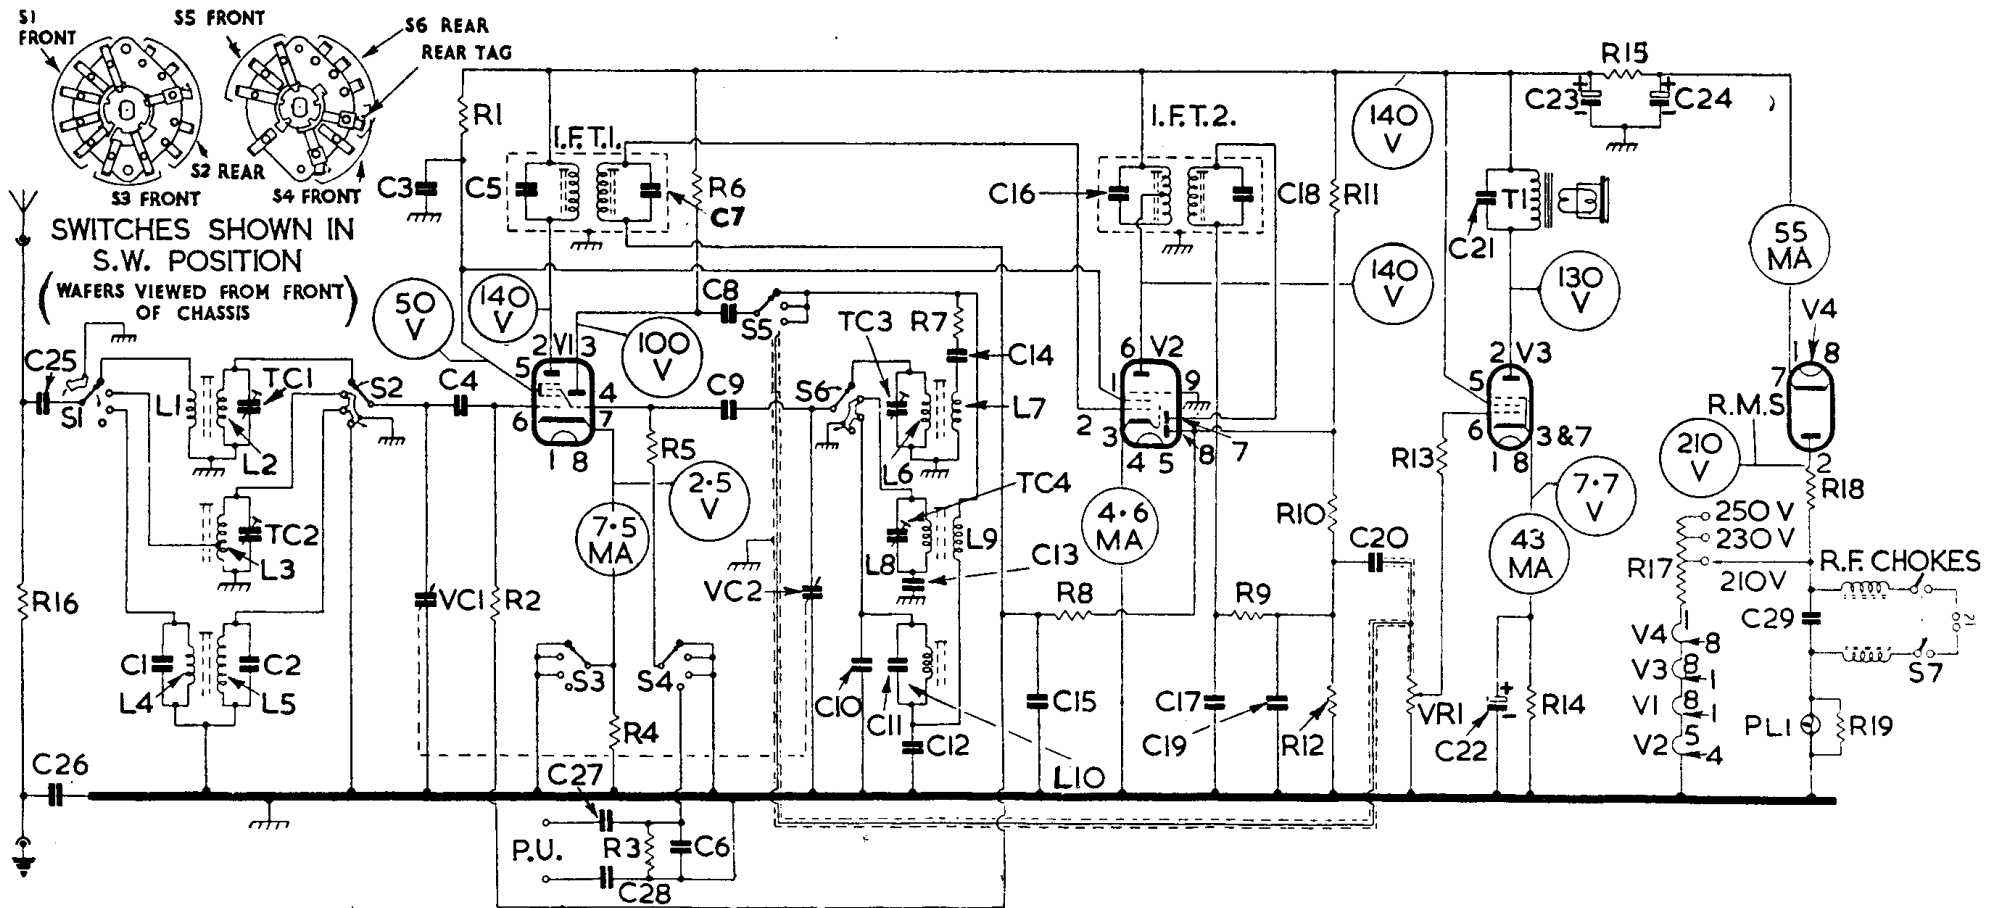 S1
FRONT
S5 FRONT
S6 REAR
REAR TAG
S2 REAR
S3 FRONT
S4 FRONT
SWITCHES SHOWN IN
S.W. POSITION
(WAFERS VIEWED FROM FRONT
OF CHASSIS)
R1
C3
I.F.T.1.
C5
C7
R6
I.F.T.2.
C16
C18
R11
140
V
R15
C23
+
-
C24
+
-
T1
C21
55
MA
50
V
140
V
100
V
C8
S5
TC3
R7
C14
140
V
130
V
V4
1 8
7
2
R.M.S
210
V
R18
C25
S1
L1
TC1
L2
S2
C4
2 V1 3
5
4
6
7
1 8
C9
S6
L6
L7
6 V2
1
9
2
3
4 5
8
7
2 V3
5
6
3&7
1 8
R13
L3
TC2
R5
2.5
V
7.5
MA
TC4
L8
L9
C13
4.6
MA
R10
C20
7.7
V
43
MA
250 V
230 V
210V
R17
R.F. CHOKES
R16
VC1
R2
VC2
R8
R9
C29
S7
V4
1
8
V3
8
1
V1
8
1
V2
5
4
C1
L4
C2
L5
S3
S4
R4
C10
C11
C12
L10
C15
C17
C19
R12
VR1
C22
+
-
R14
PL1
R19
C26
C27
P.U.
R3
C6
C28